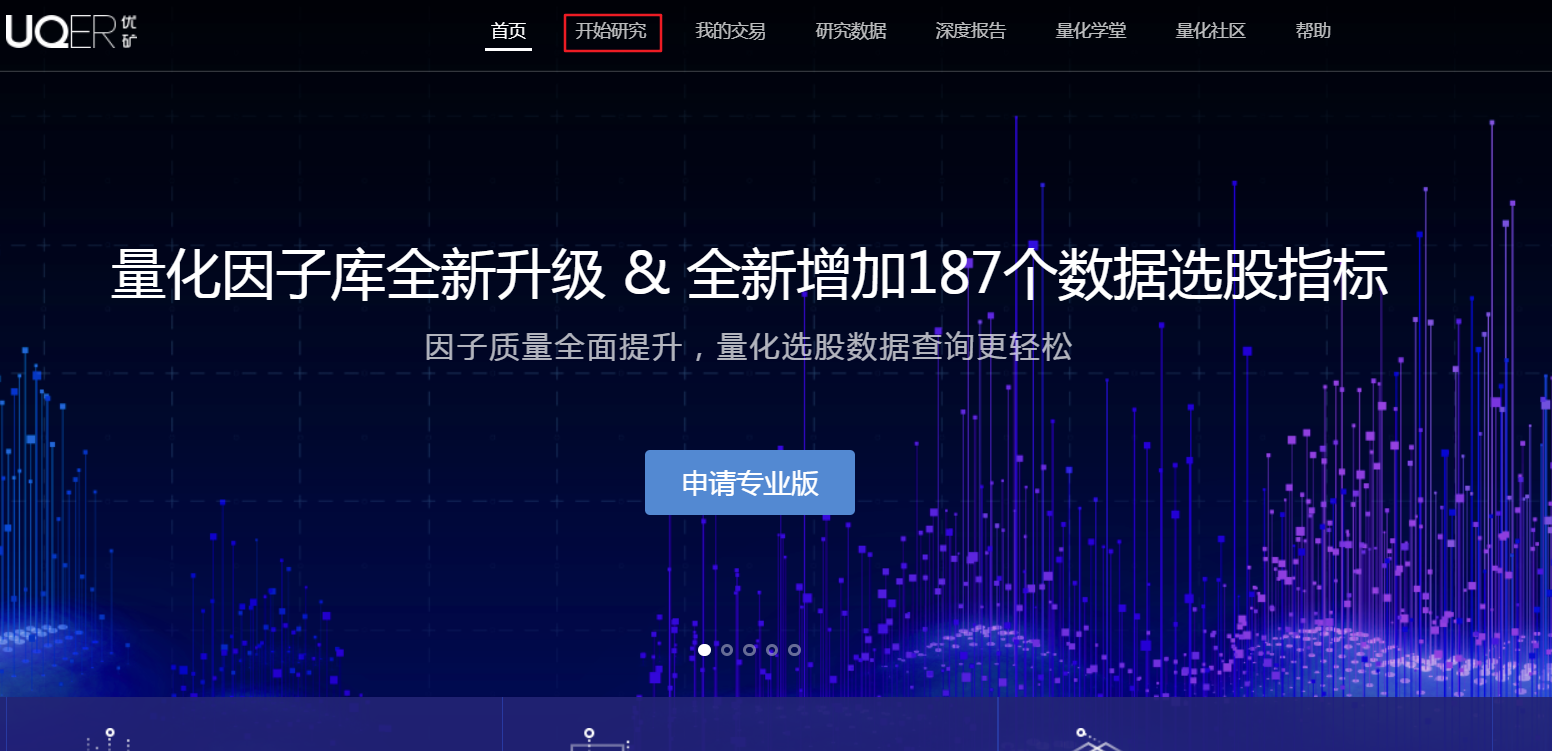 UQER 优矿
首页 开始研究 我的交易 研究数据 深度报告 量化学堂 量化社区 帮助
量化因子库全新升级 & 全新增加187个数据选股指标
因子质量全面提升，量化选股数据查询更轻松
申请专业版